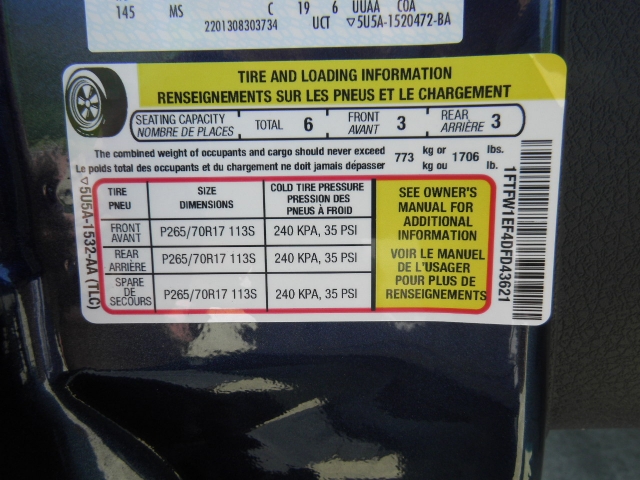 145 MS C 19 6 UUAA COA
2201308303734 UCT ▽5U5A-1520472-BA
TIRE AND LOADING INFORMATION
RENSEIGNEMENTS SUR LES PNEUS ET LE CHARGEMENT
SEATING CAPACITY
NOMBRE DE PLACES
TOTAL 6
FRONT
AVANT
3
REAR
ARRIÈRE
3
The combined weight of occupants and cargo should never exceed
Le poids total des occupants et du chargement ne doit jamais dépasser
773
kg or
kg ou
1706
lbs.
lb.
TIRE
PNEU
SIZE
DIMENSIONS
COLD TIRE PRESSURE
PRESSION DES
PNEUS À FROID
FRONT
AVANT
P265/70R17 113S
240 KPA, 35 PSI
REAR
ARRIÈRE
P265/70R17 113S
240 KPA, 35 PSI
SPARE
DE
SECOURS
P265/70R17 113S
240 KPA, 35 PSI
SEE OWNER'S
MANUAL FOR
ADDITIONAL
INFORMATION
VOIR LE MANUEL
DE L'USAGER
POUR PLUS DE
RENSEIGNEMENTS
▽5U5A-1532-AA (TLC)
1FTFW1EF4DFD43621